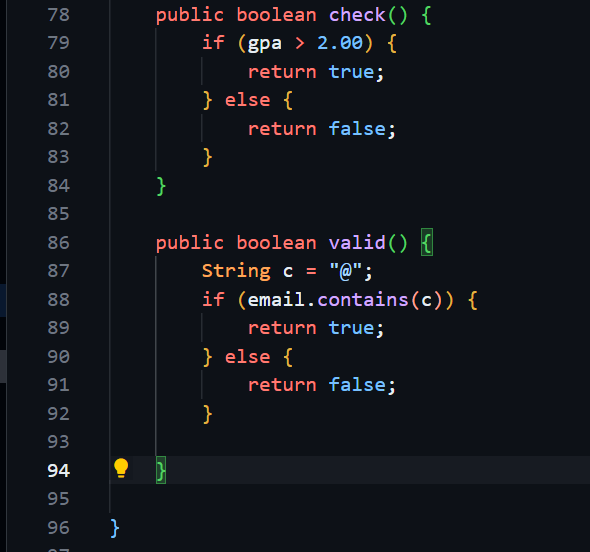 78 public boolean check() {
79 if (gpa > 2.00) {
80 return true;
81 } else {
82 return false;
83 }
84 }
85
86 public boolean valid() {
87 String c = "@";
88 if (email.contains(c)) {
89 return true;
90 } else {
91 return false;
92 }
93
94 }
95
96 }